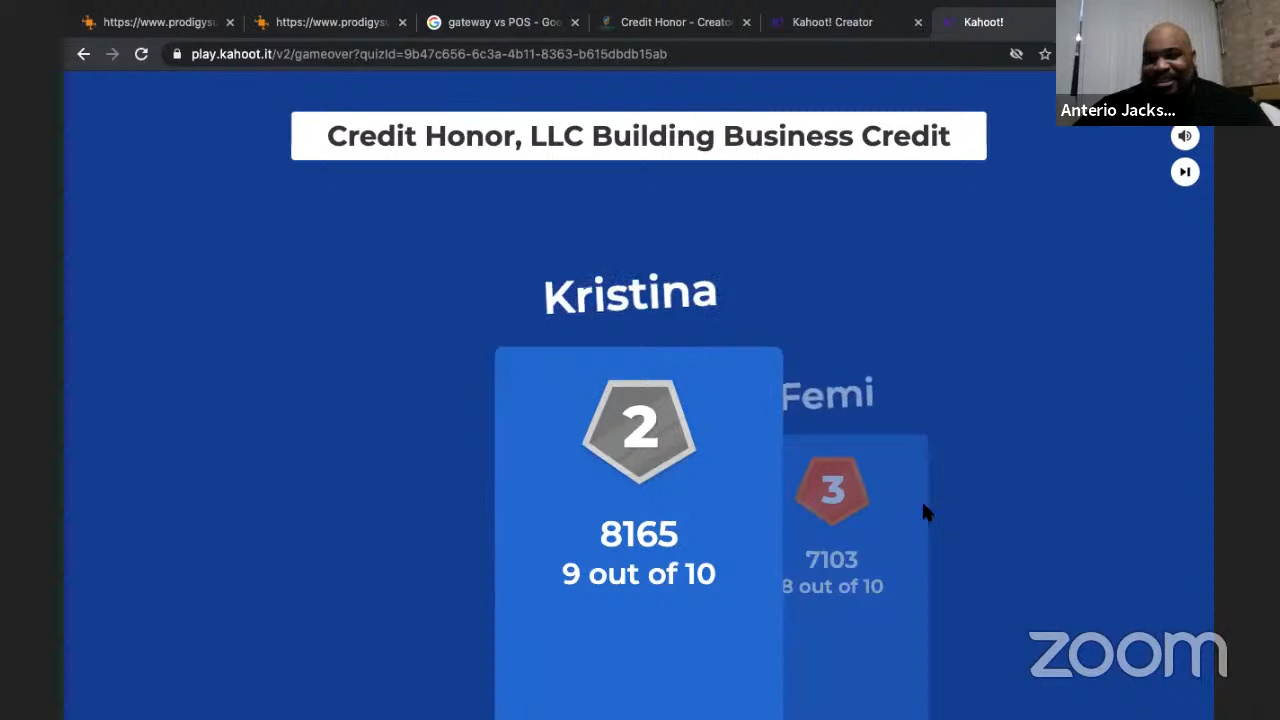 https://www.prodigysu
https://www.prodigysu
gateway vs POS - Goo
Credit Honor - Creato
Kahoot! Creator
Kahoot!
play.kahoot.it/v2/gameover?quizId=9b47c656-6c3a-4b11-8363-b615dbdb15ab
Anterio Jacks...
Credit Honor, LLC Building Business Credit
Kristina
2
8165
9 out of 10
Femi
3
7103
8 out of 10
zoom